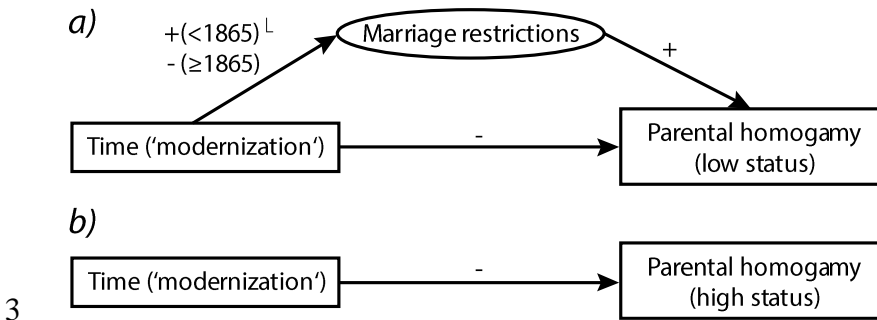 a)
+(<1865) └
- (≥1865)
Marriage restrictions
+
Time (‘modernization‘)
-
Parental homogamy
(low status)
b)
Time (‘modernization‘)
-
Parental homogamy
(high status)
3